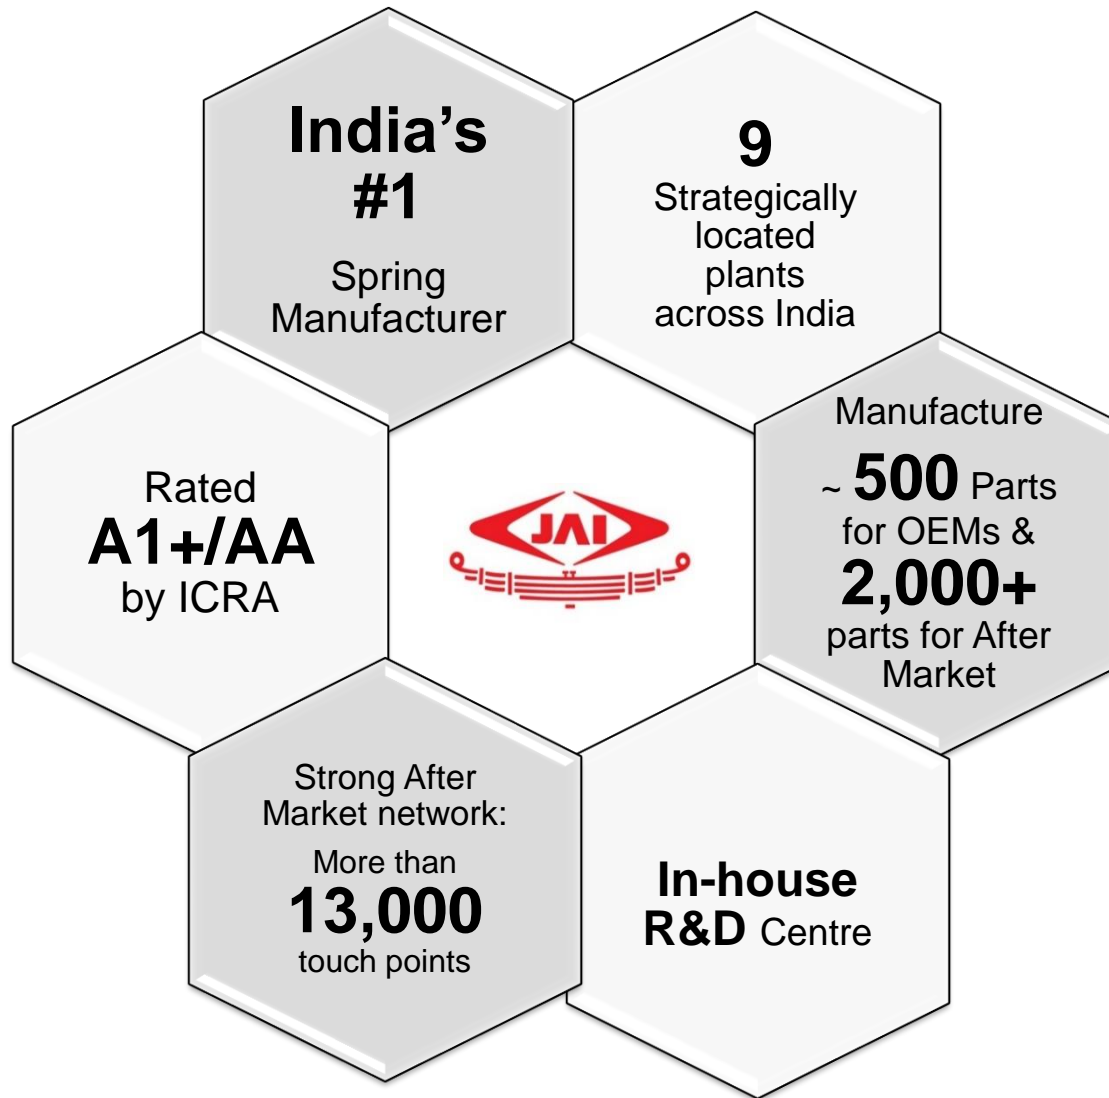 India’s
#1
Spring
Manufacturer
9
Strategically
located
plants
across India
Rated
A1+/AA
by ICRA
JAI
Manufacture
~ 500 Parts
for OEMs &
2,000+
parts for After
Market
Strong After
Market network:
More than
13,000
touch points
In-house
R&D Centre